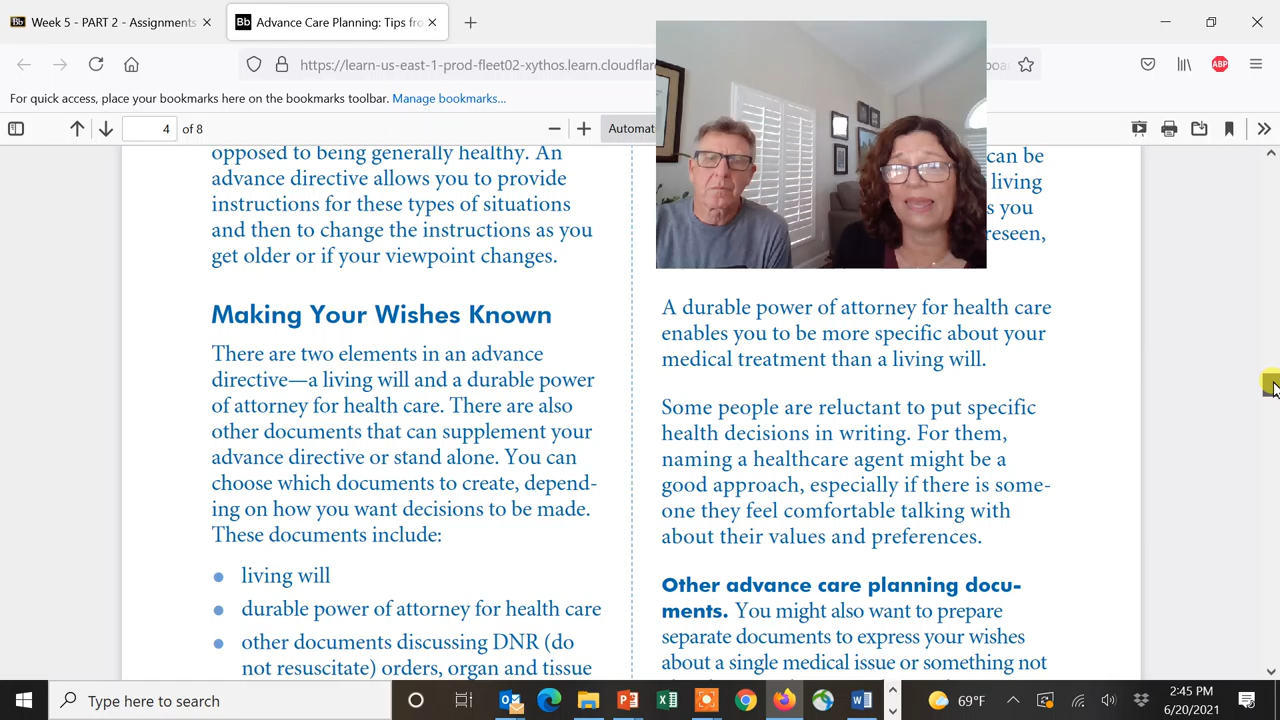 Week 5 - PART 2 - Assignments
Advance Care Planning: Tips fro
https://learn-us-east-1-prod-fleet02-xythos.learn.cloudflar
For quick access, place your bookmarks here on the bookmarks toolbar. Manage bookmarks...
4 of 8
Automat
opposed to being generally healthy. An
advance directive allows you to provide
instructions for these types of situations
and then to change the instructions as you
get older or if your viewpoint changes.
Making Your Wishes Known
There are two elements in an advance
directive—a living will and a durable power
of attorney for health care. There are also
other documents that can supplement your
advance directive or stand alone. You can
choose which documents to create, depend-
ing on how you want decisions to be made.
These documents include:
living will
durable power of attorney for health care
other documents discussing DNR (do
not resuscitate) orders, organ and tissue
can be
living
s you
reseen,
A durable power of attorney for health care
enables you to be more specific about your
medical treatment than a living will.
Some people are reluctant to put specific
health decisions in writing. For them,
naming a healthcare agent might be a
good approach, especially if there is some-
one they feel comfortable talking with
about their values and preferences.
Other advance care planning docu-
ments. You might also want to prepare
separate documents to express your wishes
about a single medical issue or something not
Type here to search
69°F
2:45 PM
6/20/2021